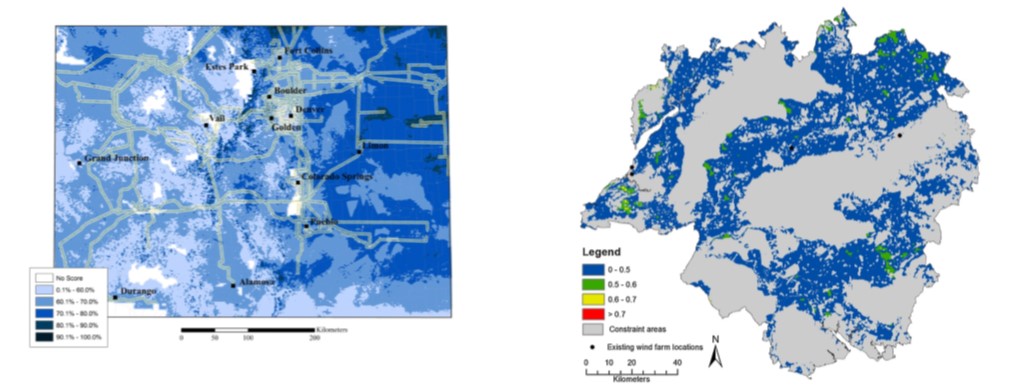 Fort Collins
Estes Park
Boulder
Denver
Vail
Golden
Limon
Grand Junction
Colorado Springs
Pueblo
Alamosa
Durango
No Score
0.1% - 60.0%
60.1% - 70.0%
70.1% - 80.0%
80.1% - 90.0%
90.1% - 100.0%
Kilometers
0 50 100 200
Legend
0 - 0.5
0.5 - 0.6
0.6 - 0.7
> 0.7
Constraint areas
Existing wind farm locations
N
0 10 20 40
Kilometers